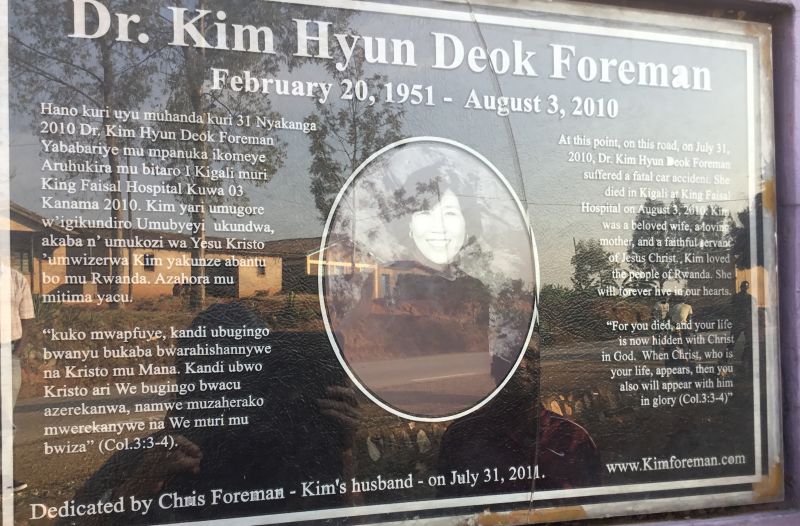 Dr. Kim Hyun Deok Foreman
February 20, 1951 - August 3, 2010
Hano kuri uyu muhanda kuri 31 Nyakanga
2010 Dr. Kim Hyun Deok Foreman
Yababariye mu mpanuka ikomeye
Aruhukira mu bitaro I Kigali muri
King Faisal Hospital Kuwa 03
Kanama 2010. Kim yari umugore
w'igikundiro Umubyeyi ukundwa,
akaba n' umukozi wa Yesu Kristo
'umwizerwa Kim yakunze abantu
bo mu Rwanda. Azahora mu
mitima yacu.
"kuko mwapfuye, kandi ubugingo
bwanyu bukaba bwarahishannywe
na Kristo mu Mana. Kandi ubwo
Kristo ari We bugingo bwacu
azerekanwa, namwe muzaherako
mwerekanywe na We muri mu
bwiza" (Col.3:3-4).
At this point, on this road, on July 31,
2010, Dr. Kim Hyun Deok Foreman
suffered a fatal car accident. She
died in Kigali at King Faisal
Hospital on August 3, 2010. Kim
was a beloved wife, a loving
mother, and a faithful servant
of Jesus Christ., Kim loved
the people of Rwanda. She
will forever live in our hearts.
"For you died, and your life
is now hidden with Christ
in God. When Christ, who is
your life, appears, then you
also will appear with him
in glory (Col.3:3-4)"
www.Kimforeman.com
Dedicated by Chris Foreman - Kim's husband - on July 31, 2011.